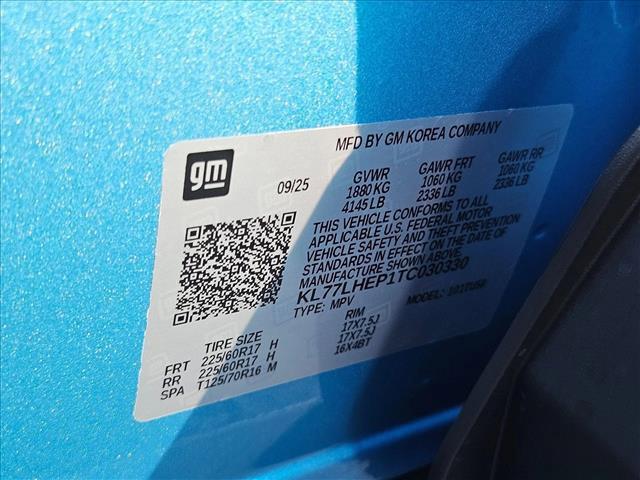 MFD BY GM KOREA COMPANY
gm
09/25
GVWR GAWR FRT GAWR RR
1880 KG 1060 KG 1060 KG
4145 LB 2336 LB 2336 LB
THIS VEHICLE CONFORMS TO ALL
APPLICABLE U.S. FEDERAL MOTOR
VEHICLE SAFETY AND THEFT PREVENTION
STANDARDS IN EFFECT ON THE DATE OF
MANUFACTURE SHOWN ABOVE.
KL77LHEP1TC030330
TYPE: MPV MODEL:
TIRE SIZE RIM
FRT 225/60R17 H 17X7.5J
RR 225/60R17 H 17X7.5J
SPA T125/70R16 M 16X4BT